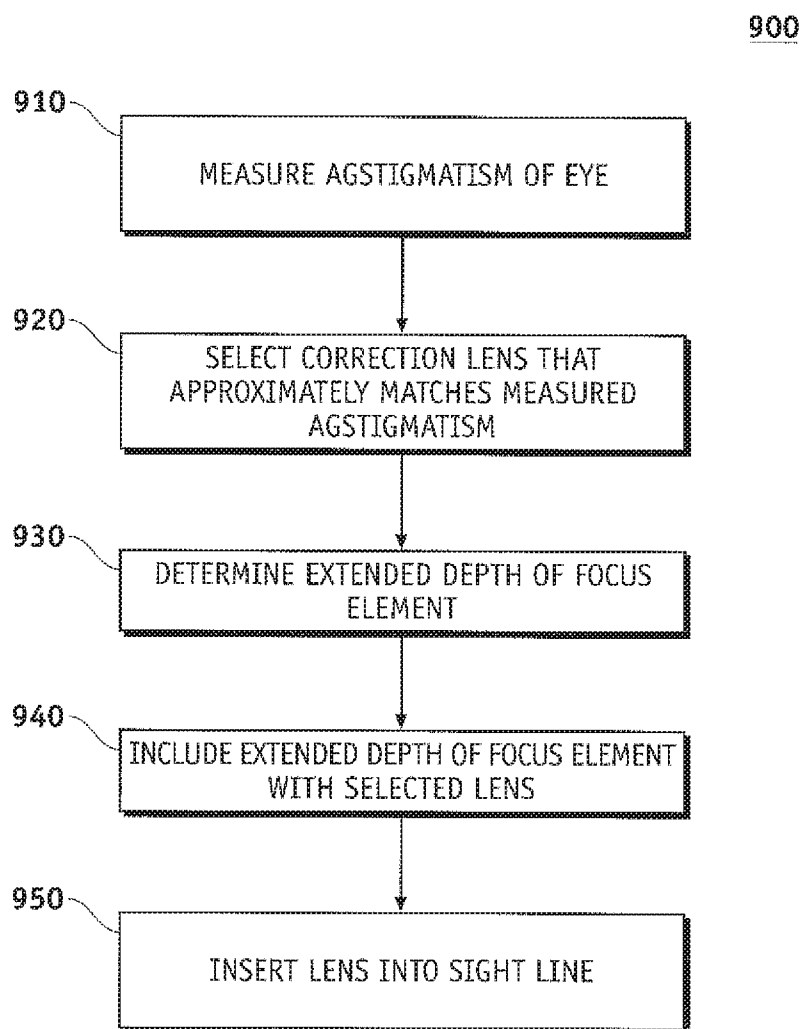 900
910
MEASURE AGSTIGMATISM OF EYE
920
SELECT CORRECTION LENS THAT
APPROXIMATELY MATCHES MEASURED
AGSTIGMATISM
930
DETERMINE EXTENDED DEPTH OF FOCUS
ELEMENT
940
INCLUDE EXTENDED DEPTH OF FOCUS ELEMENT
WITH SELECTED LENS
950
INSERT LENS INTO SIGHT LINE